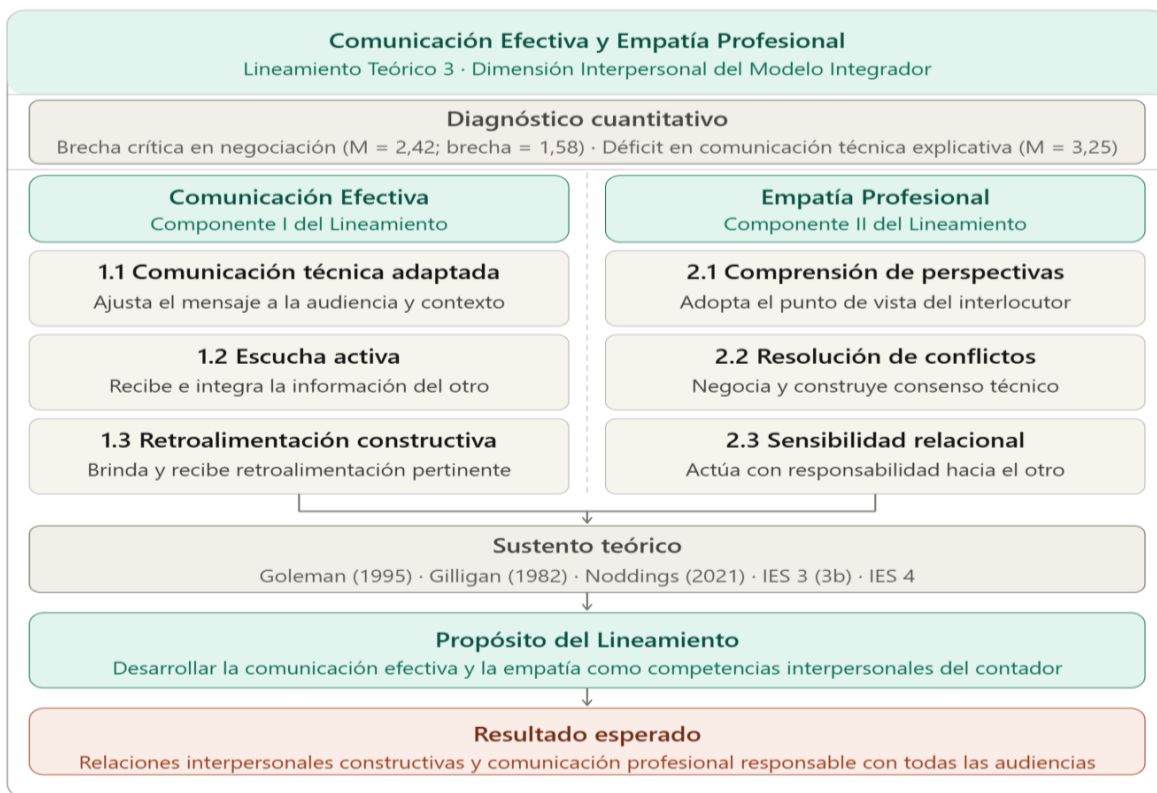 Comunicación Efectiva y Empatía Profesional
Lineamiento Teórico 3 · Dimensión Interpersonal del Modelo Integrador
Diagnóstico cuantitativo
Brecha crítica en negociación (M = 2,42; brecha = 1,58) · Déficit en comunicación técnica explicativa (M = 3,25)
Comunicación Efectiva
Componente I del Lineamiento
1.1 Comunicación técnica adaptada
Ajusta el mensaje a la audiencia y contexto
1.2 Escucha activa
Recibe e integra la información del otro
1.3 Retroalimentación constructiva
Brinda y recibe retroalimentación pertinente
Empatía Profesional
Componente II del Lineamiento
2.1 Comprensión de perspectivas
Adopta el punto de vista del interlocutor
2.2 Resolución de conflictos
Negocia y construye consenso técnico
2.3 Sensibilidad relacional
Actúa con responsabilidad hacia el otro
Sustento teórico
Goleman (1995) · Gilligan (1982) · Noddings (2021) · IES 3 (3b) · IES 4
Propósito del Lineamiento
Desarrollar la comunicación efectiva y la empatía como competencias interpersonales del contador
Resultado esperado
Relaciones interpersonales constructivas y comunicación profesional responsable con todas las audiencias